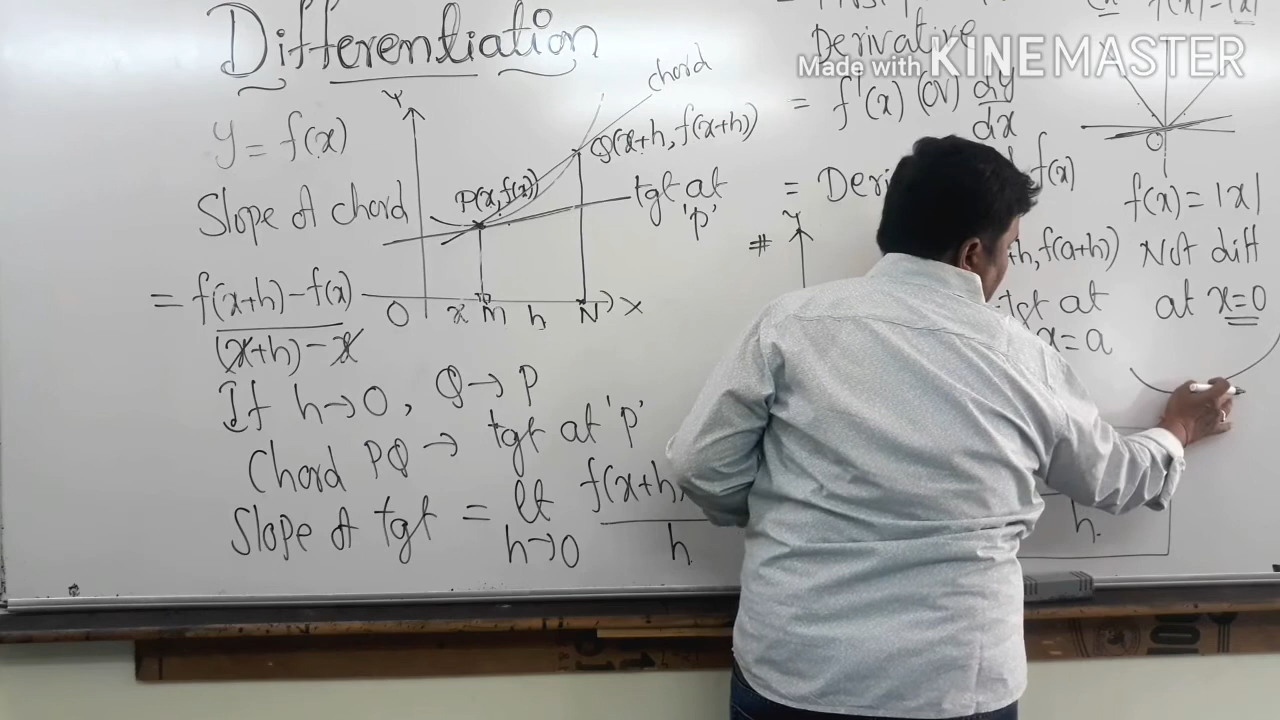 Differentiation
y = f(x)
Slope of chord
= f(x+h) - f(x)
(x+h) - x
If h→0, Q→P
Chord PQ → tgt at 'P'
Slope of tgt = lt f(x+h)
h→0 h
Y
chord
Q(x+h, f(x+h))
P(x, f(x))
tgt at
'P'
O x M h N X
Made with KINEMASTER
Derivative
= f'(x) (or) dy
dx
= Deri f(x)
# Y
+h, f(a+h))
tgt at
x=a
h
O
f(x) = |x|
Not diff
at x=0